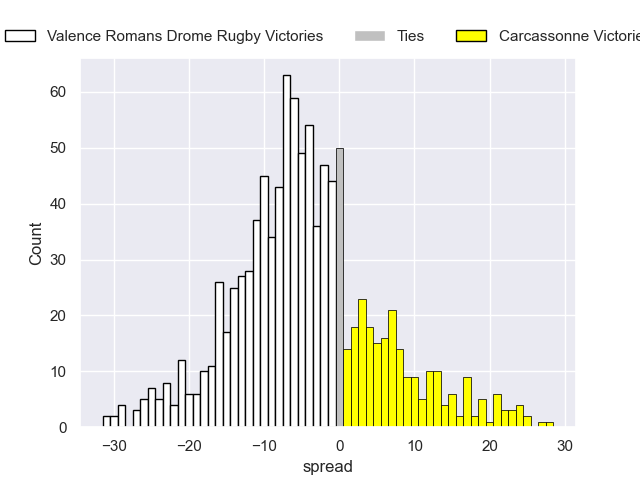 Valence Romans Drome Rugby Victories Ties Carcassonne Victorie
60
50
40
30
20
10
0
Count
−30 −20 −10 0 10 20 30
spread